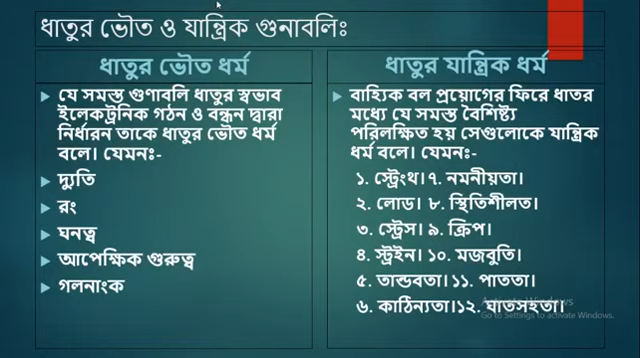 ধাতুর ভৌত ও যান্ত্রিক গুনাবলিঃ
ধাতুর ভৌত ধর্ম
যে সমস্ত গুণাবলি ধাতুর স্বভাব
ইলেকট্রনিক গঠন ও বন্ধন দ্বারা
নির্ধারন তাকে ধাতুর ভৌত ধর্ম
বলে। যেমনঃ-
দ্যুতি
রং
ঘনত্ব
আপেক্ষিক গুরুত্ব
গলনাংক
ধাতুর যান্ত্রিক ধর্ম
বাহ্যিক বল প্রয়োগের ফিরে ধাতর
মধ্যে যে সমস্ত বৈশিষ্ট্য
পরিলক্ষিত হয় সেগুলোকে যান্ত্রিক
ধর্ম বলে। যেমনঃ-
১. স্ট্রেংথ।৭. নমনীয়তা।
২. লোড। ৮. স্থিতিশীলত।
৩. স্ট্রেস। ৯. ক্রিপ।
৪. স্ট্রইন। ১০. মজবুতি।
৫. তান্ডবতা।১১. পাততা।
৬. কাঠিন্যতা।১২. ঘাতসহতা।
Activate Windows
Go to Settings to activate Windows.